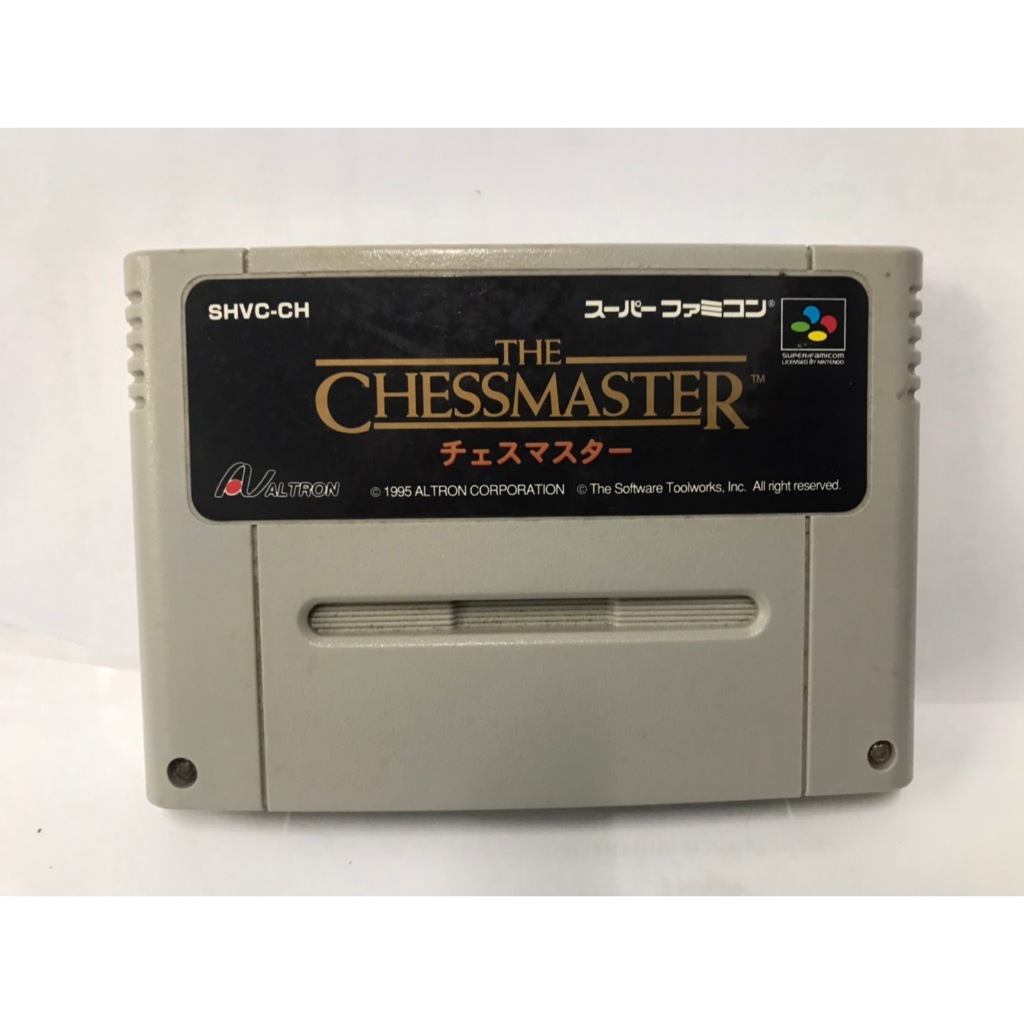 SHVC-CH
スーパーファミコン®
SUPER FAMICOM
LICENSED BY NINTENDO
THE
CHESSMASTER™
チェスマスター
ALTRON
© 1995 ALTRON CORPORATION © The Software Toolworks, Inc. All right reserved.